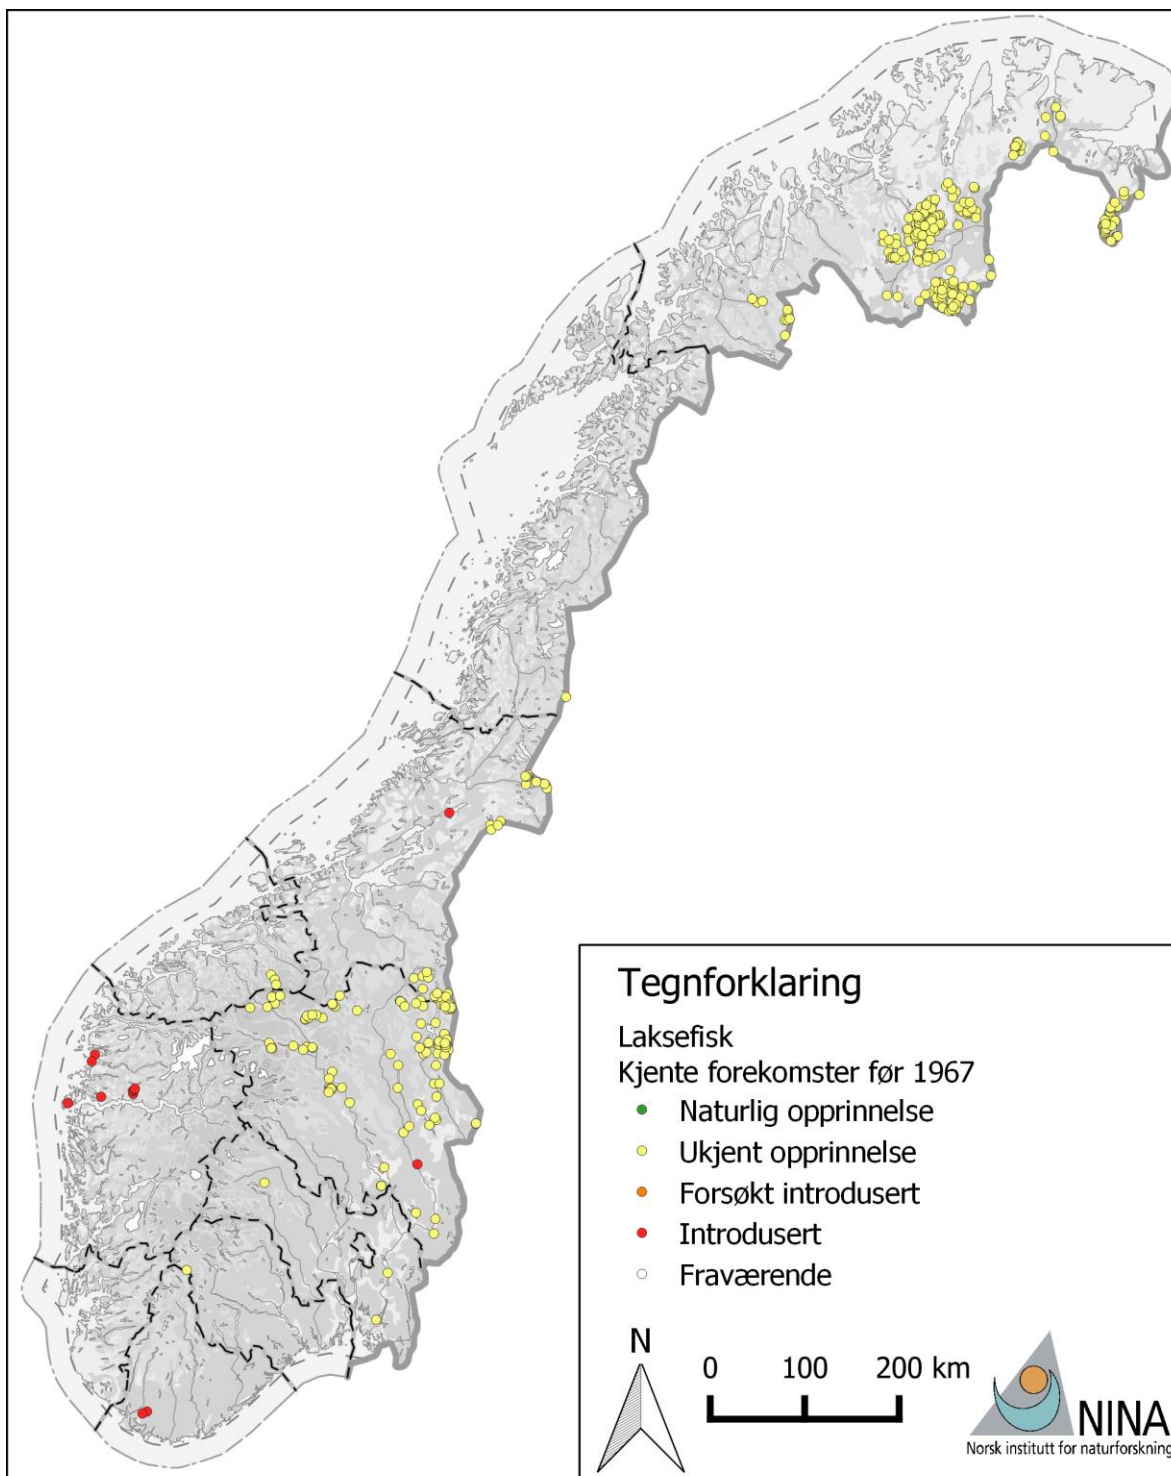 Tegnforklaring
Laksefisk
Kjente forekomster før 1967
Naturlig opprinnelse
Ukjent opprinnelse
Forsøkt introdusert
Introdusert
Fraværende
N
0 100 200 km
NINA
Norsk institutt for naturforskning